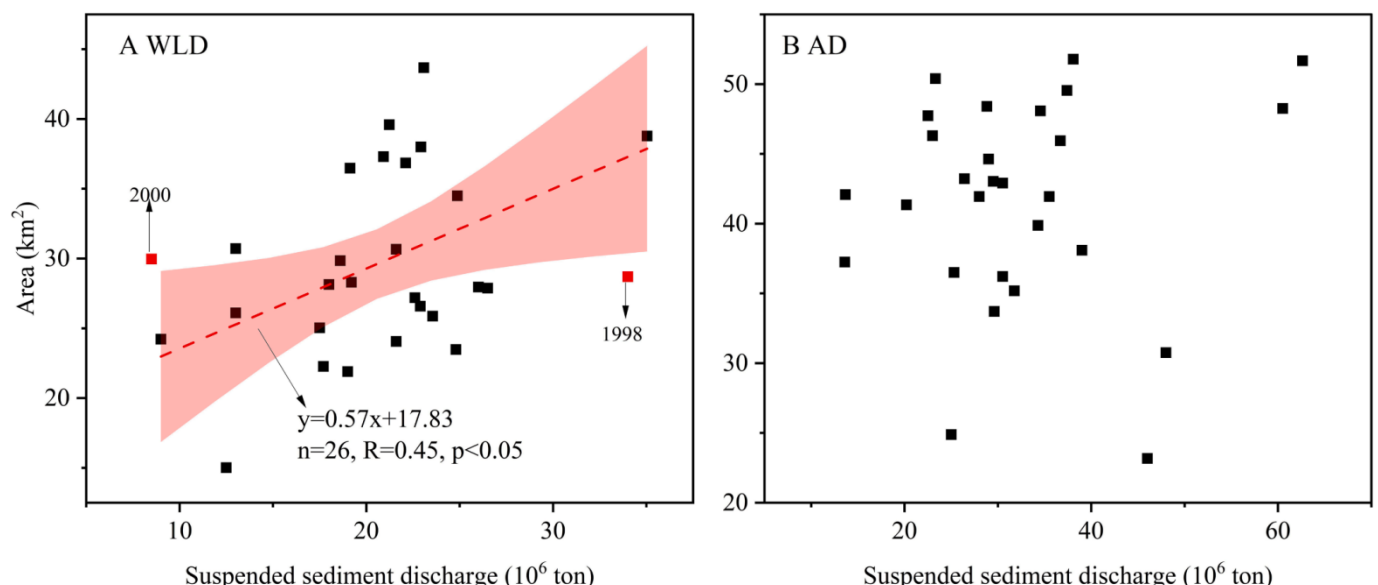 A WLD
40
30
20
Area (km²)
2000
1998
y=0.57x+17.83
n=26, R=0.45, p<0.05
10
20
30
Suspended sediment discharge (10⁶ ton)
B AD
50
40
30
20
20
40
60
Suspended sediment discharge (10⁶ ton)